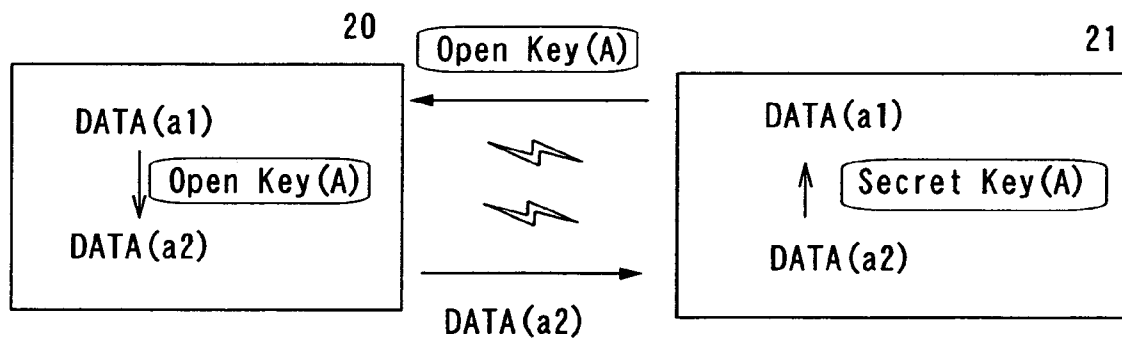 20
Open Key(A)
21
DATA(a1)
Open Key(A)
DATA(a2)
DATA(a2)
DATA(a1)
Secret Key(A)
DATA(a2)